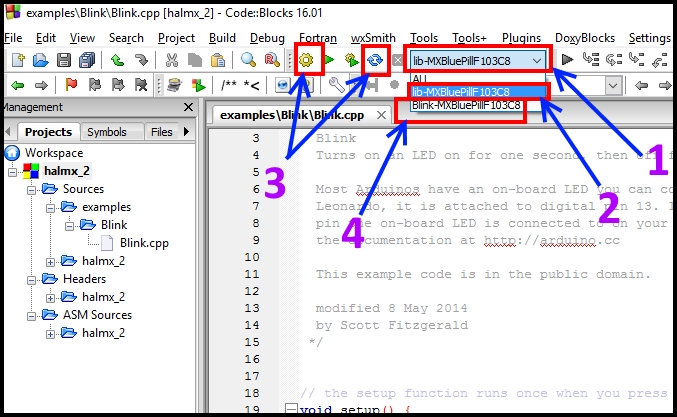 examples\Blink\Blink.cpp [halmx_2] - Code::Blocks 16.01
File Edit View Search Project Build Debug Fortran wxSmith Tools Tools+ Plugins DoxyBlocks Settings
lib-MXBluePillF103C8
ALL
lib-MXBluePillF103C8
Blink-MXBluePillF103C8
/** *<
Management
Projects Symbols Files
Workspace
halmx_2
Sources
examples
Blink
Blink.cpp
halmx_2
Headers
halmx_2
ASM Sources
halmx_2
examples\Blink\Blink.cpp
3 Blink
4 Turns on an LED on for one second, then off f
5
6 Most Arduinos have an on-board LED you can co
7 Leonardo, it is attached to digital pin 13. I
8 pin the on-board LED is connected to on your
9 the documentation at http://arduino.cc
10
11 This example code is in the public domain.
12
13 modified 8 May 2014
14 by Scott Fitzgerald
15 */
16
17
18 // the setup function runs once when you press
19 void setup() {
1
2
3
4